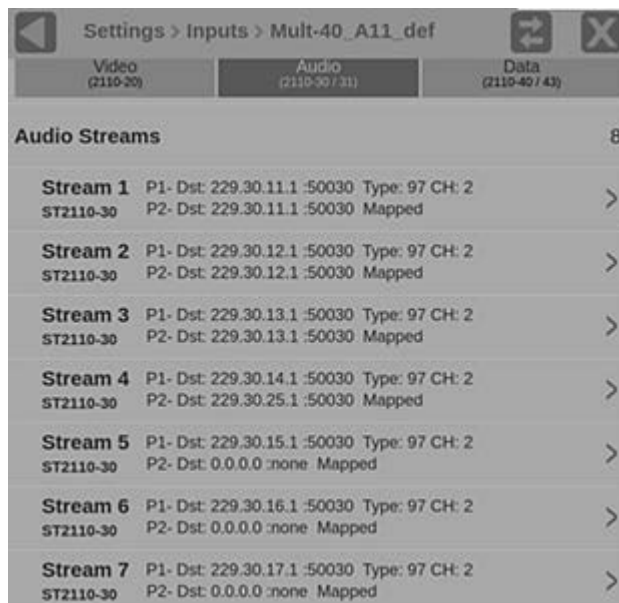 Settings > Inputs > Mult-40_A11_def
Video Audio Data
(2110-20) (2110-30 / 31) (2110-40 / 43)
Audio Streams 8
Stream 1 P1- Dst: 229.30.11.1 :50030 Type: 97 CH: 2
ST2110-30 P2- Dst: 229.30.11.1 :50030 Mapped
Stream 2 P1- Dst: 229.30.12.1 :50030 Type: 97 CH: 2
ST2110-30 P2- Dst: 229.30.12.1 :50030 Mapped
Stream 3 P1- Dst: 229.30.13.1 :50030 Type: 97 CH: 2
ST2110-30 P2- Dst: 229.30.13.1 :50030 Mapped
Stream 4 P1- Dst: 229.30.14.1 :50030 Type: 97 CH: 2
ST2110-30 P2- Dst: 229.30.25.1 :50030 Mapped
Stream 5 P1- Dst: 229.30.15.1 :50030 Type: 97 CH: 2
ST2110-30 P2- Dst: 0.0.0.0 :none Mapped
Stream 6 P1- Dst: 229.30.16.1 :50030 Type: 97 CH: 2
ST2110-30 P2- Dst: 0.0.0.0 :none Mapped
Stream 7 P1- Dst: 229.30.17.1 :50030 Type: 97 CH: 2
ST2110-30 P2- Dst: 0.0.0.0 :none Mapped